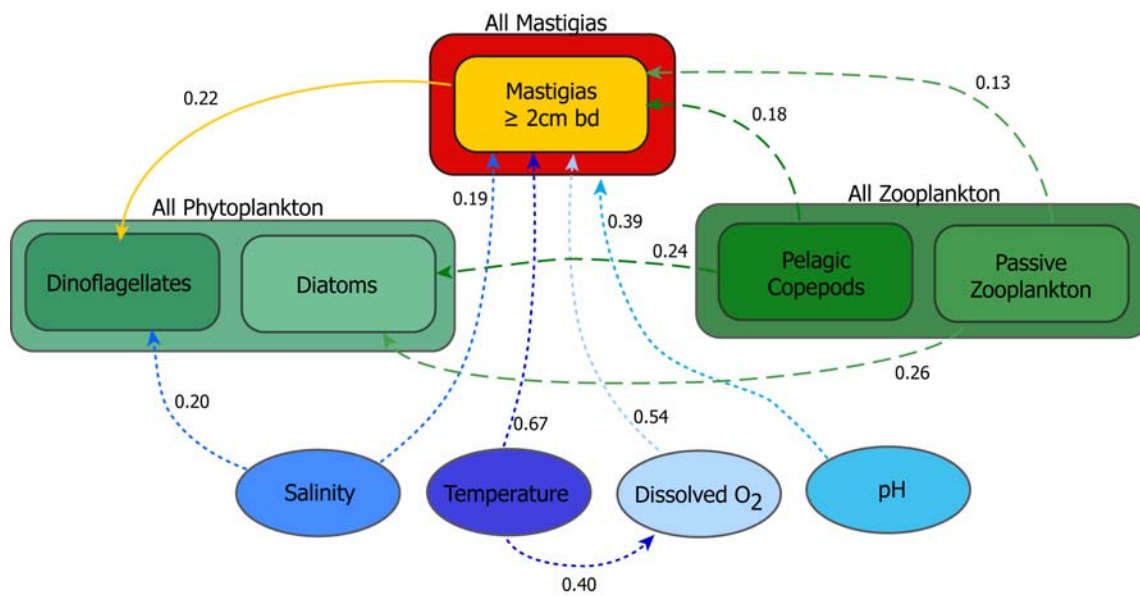 All Mastigias
Mastigias
≥ 2cm bd
0.22
0.13
0.18
0.19
0.39
All Phytoplankton
All Zooplankton
Dinoflagellates
Diatoms
0.24
Pelagic
Copepods
Passive
Zooplankton
0.20
0.26
0.67
0.54
Salinity
Temperature
Dissolved O2
pH
0.40